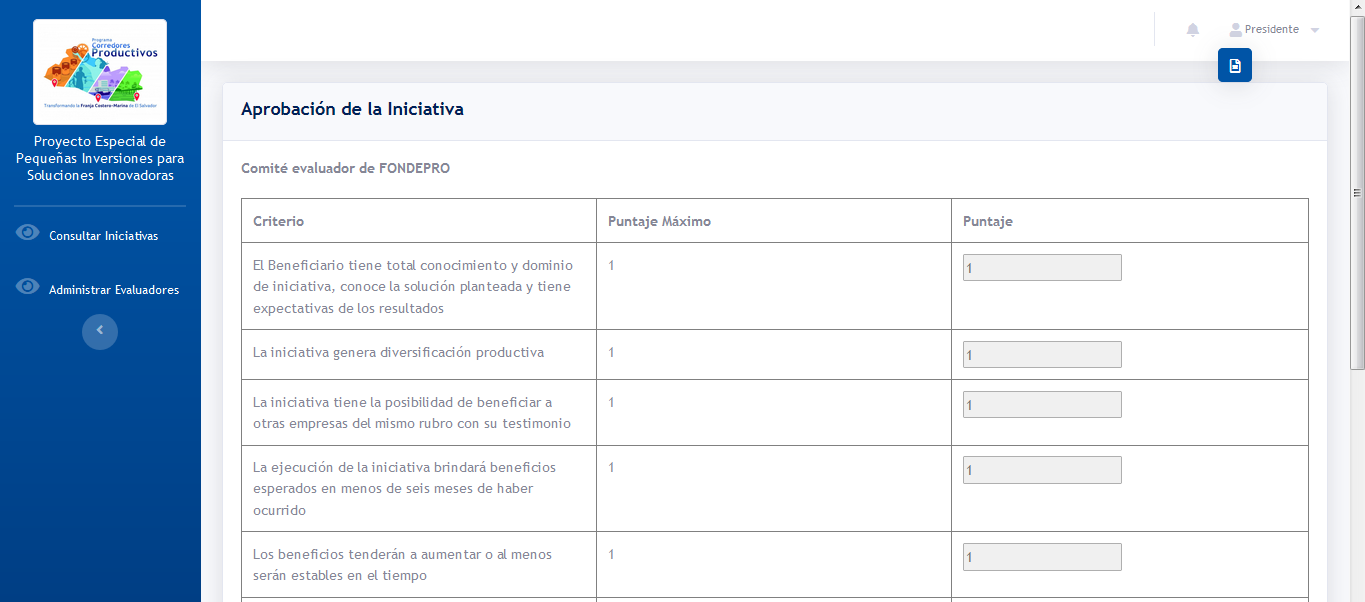 Programa
Corredores
Productivos
Transformando la Franja Costero-Marina de El Salvador
Proyecto Especial de
Pequeñas Inversiones para
Soluciones Innovadoras
Consultar Iniciativas
Administrar Evaluadores
Presidente
Aprobación de la Iniciativa
Comité evaluador de FONDEPRO
Criterio Puntaje Máximo Puntaje
El Beneficiario tiene total conocimiento y dominio 1 1
de iniciativa, conoce la solución planteada y tiene
expectativas de los resultados
La iniciativa genera diversificación productiva 1 1
La iniciativa tiene la posibilidad de beneficiar a 1 1
otras empresas del mismo rubro con su testimonio
La ejecución de la iniciativa brindará beneficios 1 1
esperados en menos de seis meses de haber
ocurrido
Los beneficios tenderán a aumentar o al menos 1 1
serán estables en el tiempo